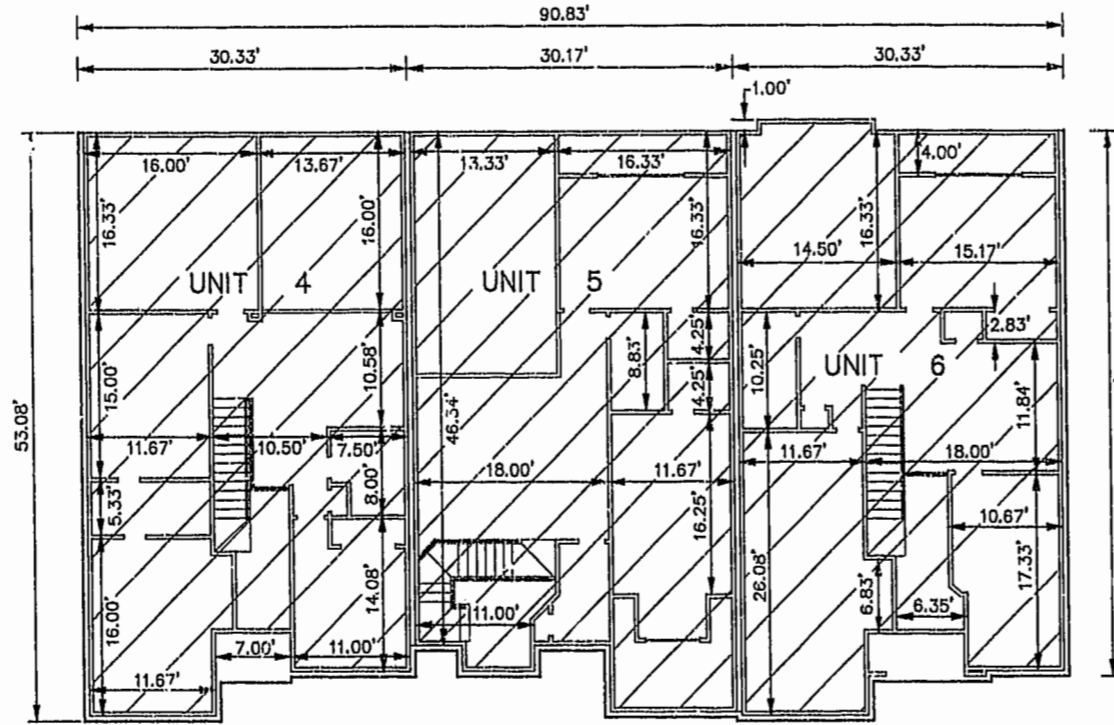 90.83'
30.33' 30.17' 30.33'
1.00'
16.00' 13.67' 13.33' 16.33' 4.00'
16.33' 16.00' 16.33' 14.50' 16.33' 15.17'
UNIT 4 UNIT 5
2.83'
UNIT 6
15.00' 10.58' 8.83' 4.25' 10.25' 11.84'
4.25'
53.08'
46.34'
11.67' 10.50' 7.50' 18.00' 11.67' 11.67' 18.00'
5.33' 8.00' 16.25' 10.67'
16.00' 14.08' 11.00' 26.08' 6.83' 6.35' 17.33'
7.00' 11.00'
11.67'